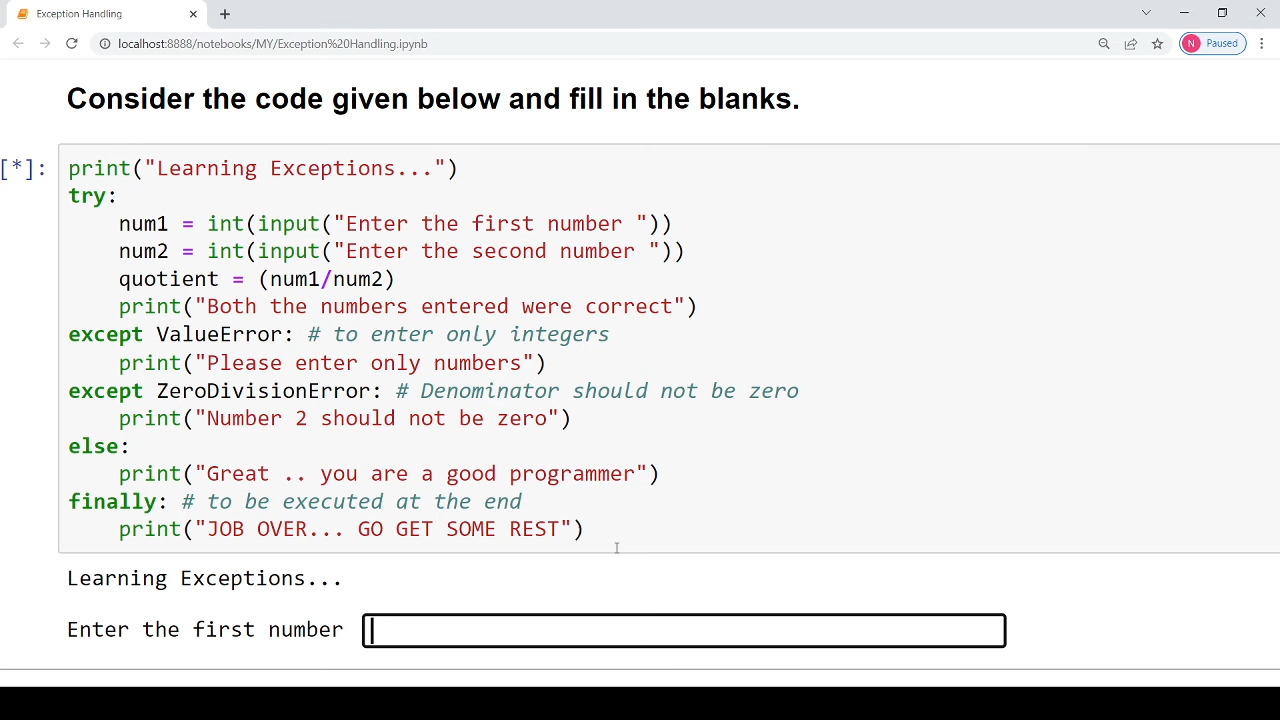 Exception Handling
localhost:8888/notebooks/MY/Exception%20Handling.ipynb
N Paused
Consider the code given below and fill in the blanks.
[*]:
print("Learning Exceptions...")
try:
    num1 = int(input("Enter the first number "))
    num2 = int(input("Enter the second number "))
    quotient = (num1/num2)
    print("Both the numbers entered were correct")
except ValueError: # to enter only integers
    print("Please enter only numbers")
except ZeroDivisionError: # Denominator should not be zero
    print("Number 2 should not be zero")
else:
    print("Great .. you are a good programmer")
finally: # to be executed at the end
    print("JOB OVER... GO GET SOME REST")
Learning Exceptions...
Enter the first number